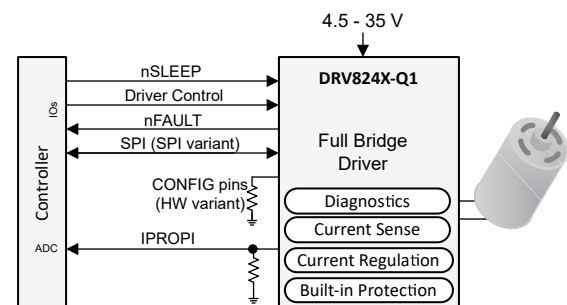 4.5 - 35 V
DRV824X-Q1
nSLEEP
Driver Control
nFAULT
SPI (SPI variant)
IOs
Controller
ADC
Full Bridge
Driver
CONFIG pins
(HW variant)
IPROPI
Diagnostics
Current Sense
Current Regulation
Built-in Protection